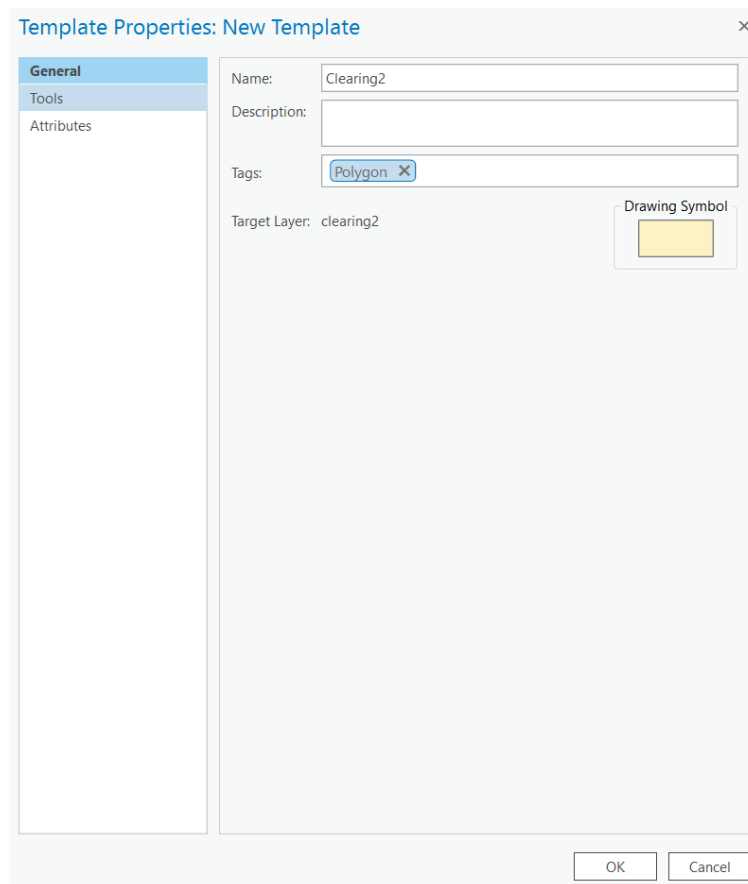 Template Properties: New Template
General
Tools
Attributes
Name: Clearing2
Description:
Tags: Polygon
Target Layer: clearing2
Drawing Symbol
OK Cancel